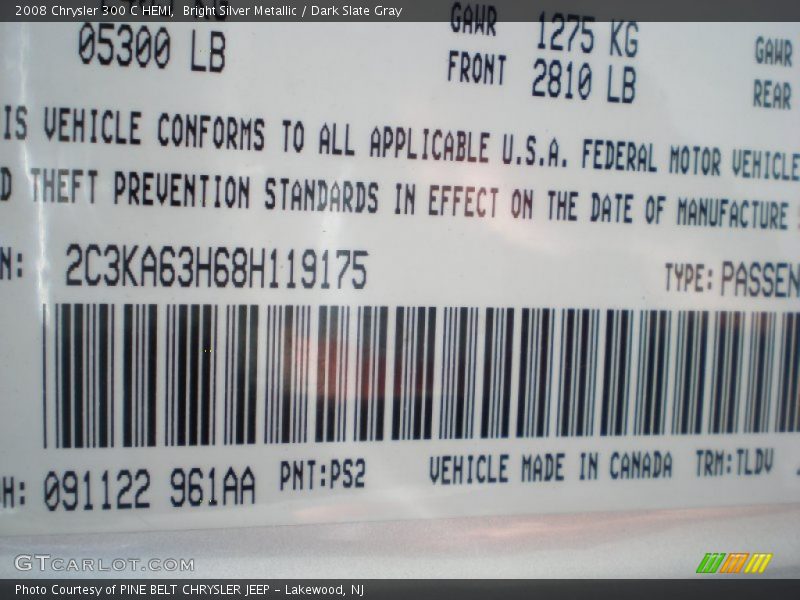 2008 Chrysler 300 C HEMI, Bright Silver Metallic / Dark Slate Gray
05300 LB
GAWR 1275 KG GAWR
FRONT 2810 LB REAR
IS VEHICLE CONFORMS TO ALL APPLICABLE U.S.A. FEDERAL MOTOR VEHICLE
D THEFT PREVENTION STANDARDS IN EFFECT ON THE DATE OF MANUFACTURE
N: 2C3KA63H68H119175 TYPE: PASSEN
H: 091122 961AA PNT:PS2 VEHICLE MADE IN CANADA TRM:TLDV
GTCARLOT.COM
Photo Courtesy of PINE BELT CHRYSLER JEEP - Lakewood, NJ